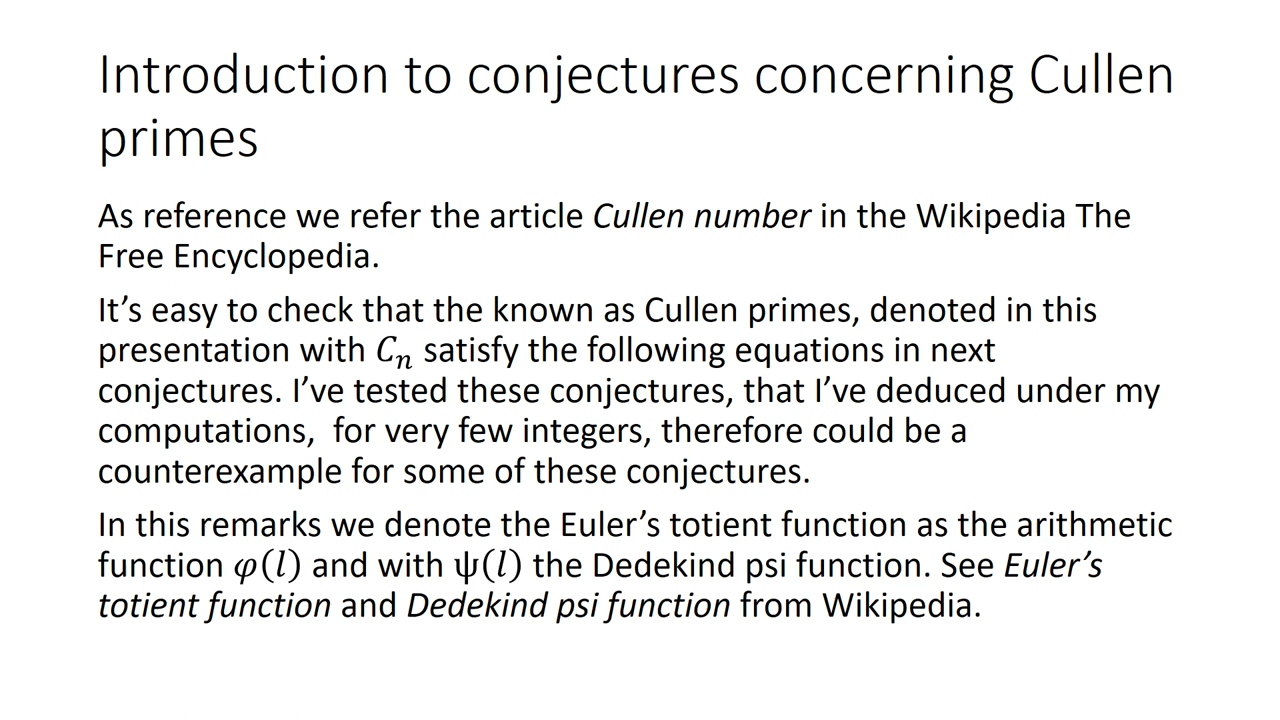 Introduction to conjectures concerning Cullen
primes
As reference we refer the article Cullen number in the Wikipedia The
Free Encyclopedia.
It’s easy to check that the known as Cullen primes, denoted in this
presentation with Cₙ satisfy the following equations in next
conjectures. I’ve tested these conjectures, that I’ve deduced under my
computations,  for very few integers, therefore could be a
counterexample for some of these conjectures.
In this remarks we denote the Euler’s totient function as the arithmetic
function φ(l) and with ψ(l) the Dedekind psi function. See Euler’s
totient function and Dedekind psi function from Wikipedia.